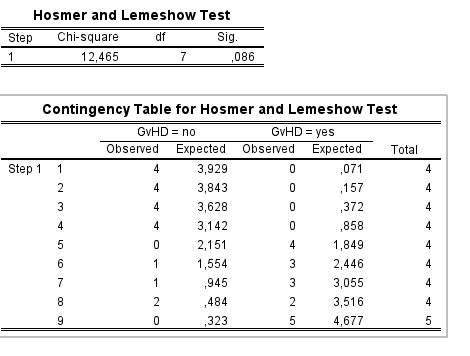 Hosmer and Lemeshow Test
Step Chi-square df Sig.
1 12,465 7 ,086
Contingency Table for Hosmer and Lemeshow Test
GvHD = no GvHD = yes
Observed Expected Observed Expected Total
Step 1 1 4 3,929 0 ,071 4
2 4 3,843 0 ,157 4
3 4 3,628 0 ,372 4
4 4 3,142 0 ,858 4
5 0 2,151 4 1,849 4
6 1 1,554 3 2,446 4
7 1 ,945 3 3,055 4
8 2 ,484 2 3,516 4
9 0 ,323 5 4,677 5